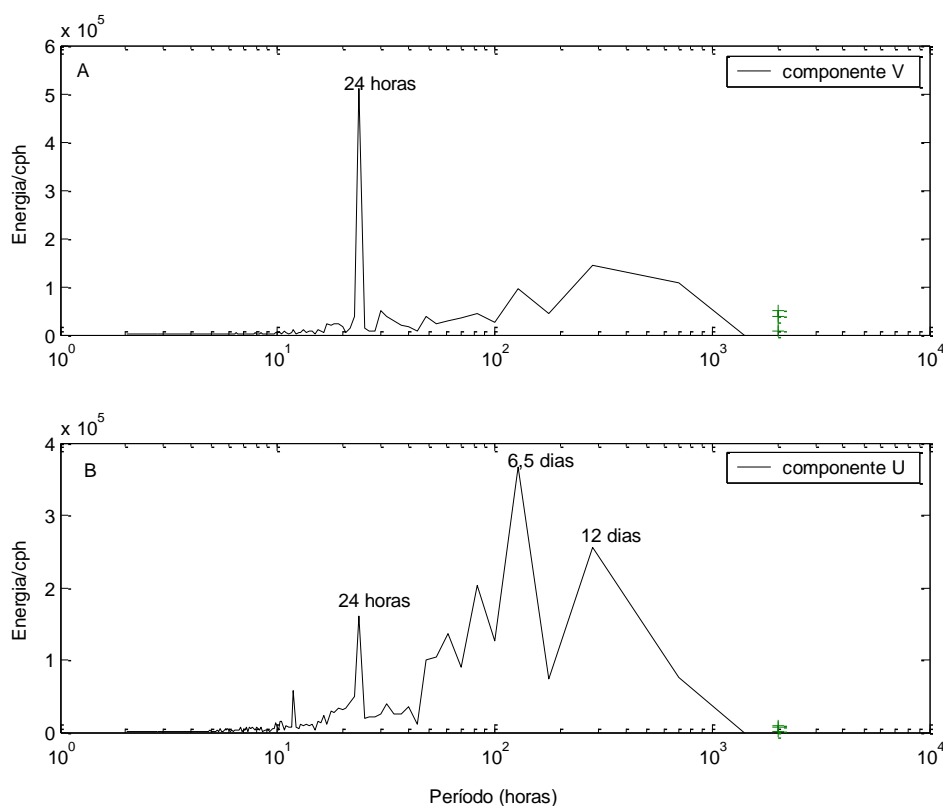 x 10^5
6
5
4
3
2
1
0
Energia/cph
A
24 horas
componente V
10^0
10^1
10^2
10^3
10^4
x 10^5
4
3
2
1
0
Energia/cph
B
6,5 dias
12 dias
24 horas
componente U
10^0
10^1
10^2
10^3
10^4
Período (horas)